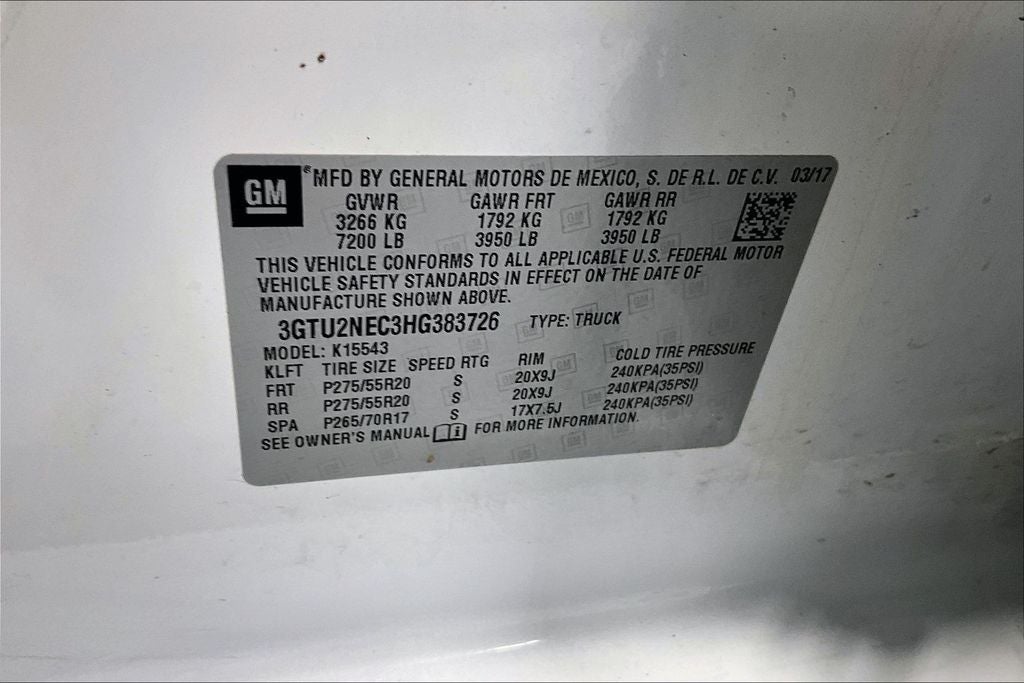 GM ® MFD BY GENERAL MOTORS DE MEXICO, S. DE R.L. DE C.V. 03/17
GVWR GAWR FRT GAWR RR
3266 KG 1792 KG 1792 KG
7200 LB 3950 LB 3950 LB
THIS VEHICLE CONFORMS TO ALL APPLICABLE U.S. FEDERAL MOTOR
VEHICLE SAFETY STANDARDS IN EFFECT ON THE DATE OF
MANUFACTURE SHOWN ABOVE.
3GTU2NEC3HG383726 TYPE: TRUCK
MODEL: K15543
KLFT TIRE SIZE SPEED RTG RIM COLD TIRE PRESSURE
FRT P275/55R20 S 20X9J 240KPA(35PSI)
RR P275/55R20 S 20X9J 240KPA(35PSI)
SPA P265/70R17 S 17X7.5J 240KPA(35PSI)
SEE OWNER'S MANUAL FOR MORE INFORMATION.